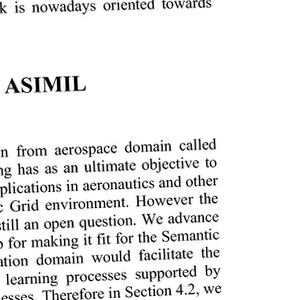 k is nowadays oriented towards
ASIMIL
n from aerospace domain called
ng has as an ultimate objective to
plications in aeronautics and other
c Grid environment. However the
still an open question. We advance
p for making it fit for the Semantic
ation domain would facilitate the
learning processes supported by
esses. Therefore in Section 4.2, we